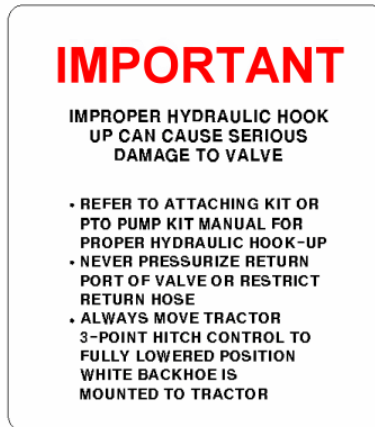 IMPORTANT
IMPROPER HYDRAULIC HOOK
UP CAN CAUSE SERIOUS
DAMAGE TO VALVE
• REFER TO ATTACHING KIT OR
PTO PUMP KIT MANUAL FOR
PROPER HYDRAULIC HOOK-UP
• NEVER PRESSURIZE RETURN
PORT OF VALVE OR RESTRICT
RETURN HOSE
• ALWAYS MOVE TRACTOR
3-POINT HITCH CONTROL TO
FULLY LOWERED POSITION
WHITE BACKHOE IS
MOUNTED TO TRACTOR